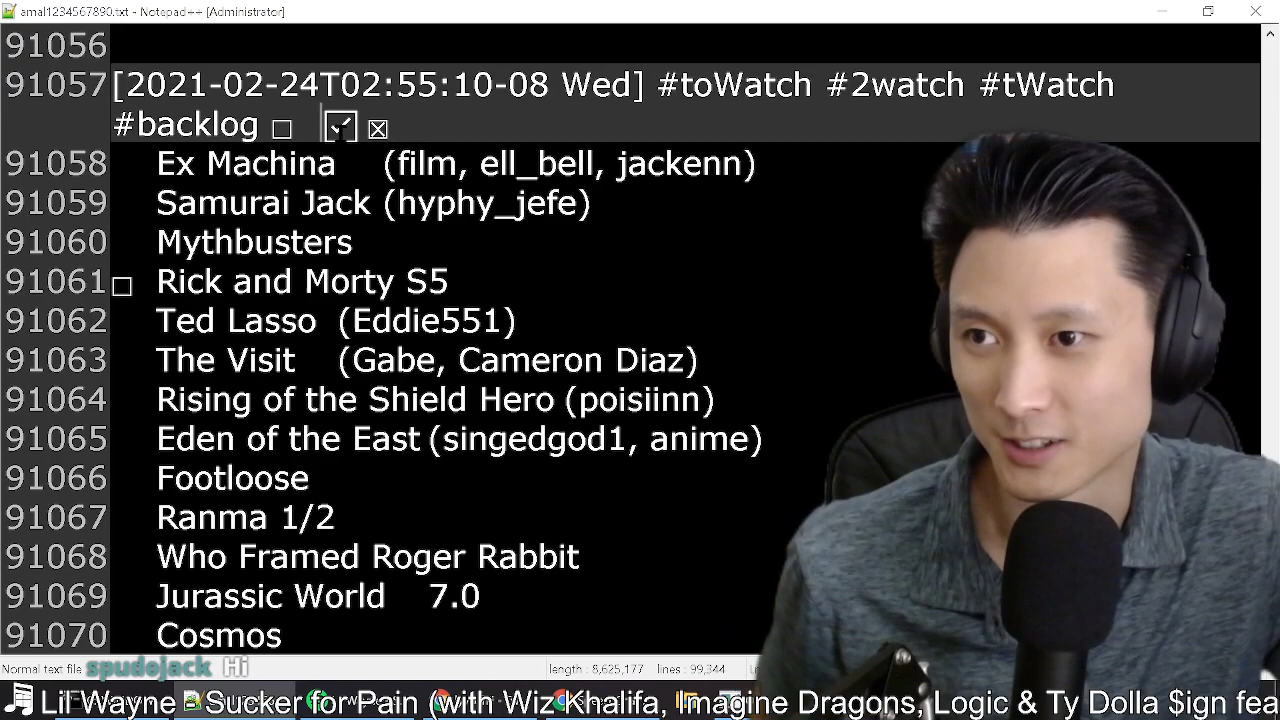 amal1234567890.txt - Notepad++ [Administrator]
91056
91057 [2021-02-24T02:55:10-08 Wed] #toWatch #2watch #tWatch
#backlog □ ☑ ☒
91058 Ex Machina (film, ell_bell, jackenn)
91059 Samurai Jack (hyphy_jefe)
91060 Mythbusters
91061 □ Rick and Morty S5
91062 Ted Lasso (Eddie551)
91063 The Visit (Gabe, Cameron Diaz)
91064 Rising of the Shield Hero (poisiinn)
91065 Eden of the East (singedgod1, anime)
91066 Footloose
91067 Ranma 1/2
91068 Who Framed Roger Rabbit
91069 Jurassic World 7.0
91070 Cosmos
Normal text file spudojack Hi length : 8,625,177 lines : 99,344
Lil Wayne - Sucker for Pain (with Wiz Khalifa, Imagine Dragons, Logic & Ty Dolla $ign fea